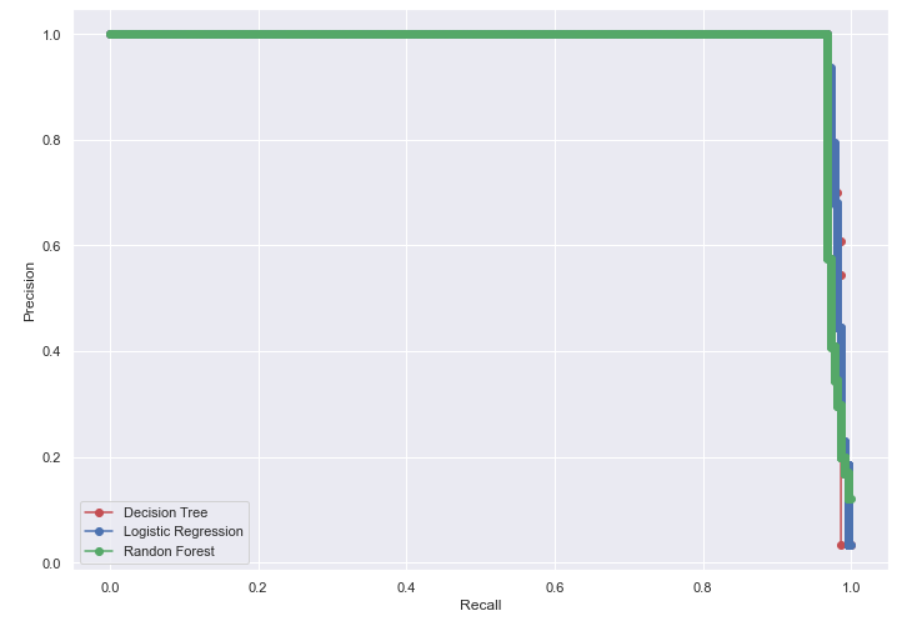 1.0
0.8
0.6
0.4
0.2
0.0
Precision
Decision Tree
Logistic Regression
Randon Forest
0.0 0.2 0.4 0.6 0.8 1.0
Recall